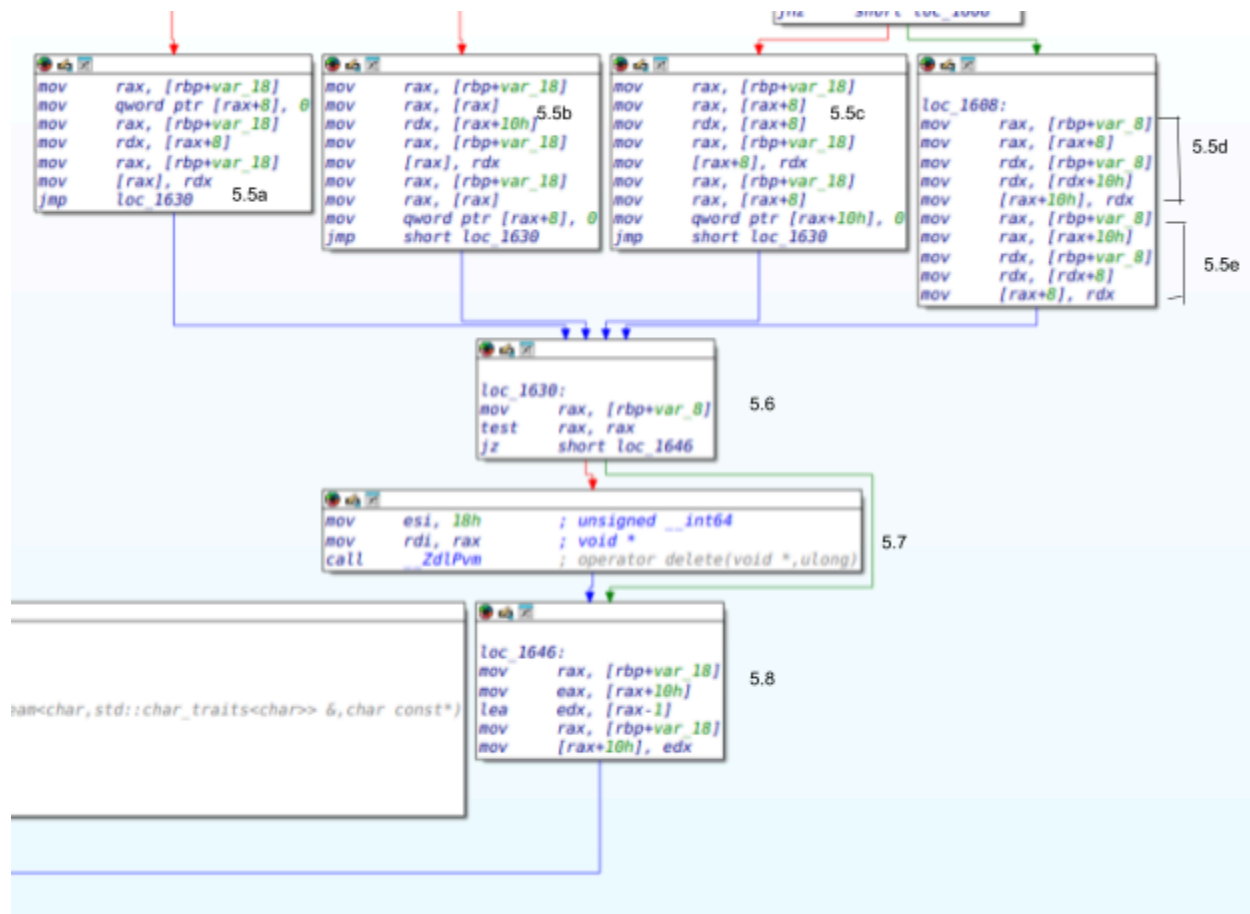 jnz short loc_1608
mov rax, [rbp+var_18]
mov qword ptr [rax+8], 0
mov rax, [rbp+var_18]
mov rdx, [rax+8]
mov rax, [rbp+var_18]
mov [rax], rdx
jmp loc_1630
5.5a
mov rax, [rbp+var_18]
mov rax, [rax]
mov rdx, [rax+10h]
mov rax, [rbp+var_18]
mov [rax], rdx
mov rax, [rbp+var_18]
mov rax, [rax]
mov qword ptr [rax+8], 0
jmp short loc_1630
5.5b
mov rax, [rbp+var_18]
mov rax, [rax+8]
mov rdx, [rax+8]
mov rax, [rbp+var_18]
mov [rax+8], rdx
mov rax, [rbp+var_18]
mov rax, [rax+8]
mov qword ptr [rax+10h], 0
jmp short loc_1630
5.5c
loc_1608:
mov rax, [rbp+var_8]
mov rax, [rax+8]
mov rdx, [rbp+var_8]
mov rdx, [rdx+10h]
mov [rax+10h], rdx
mov rax, [rbp+var_8]
mov rax, [rax+10h]
mov rdx, [rbp+var_8]
mov rdx, [rdx+8]
mov [rax+8], rdx
5.5d
5.5e
loc_1630:
mov rax, [rbp+var_8]
test rax, rax
jz short loc_1646
5.6
mov esi, 18h ; unsigned __int64
mov rdi, rax ; void *
call __ZdlPvm ; operator delete(void *,ulong)
5.7
eam<char,std::char_traits<char>> &,char const*)
loc_1646:
mov rax, [rbp+var_18]
mov eax, [rax+10h]
lea edx, [rax-1]
mov rax, [rbp+var_18]
mov [rax+10h], edx
5.8